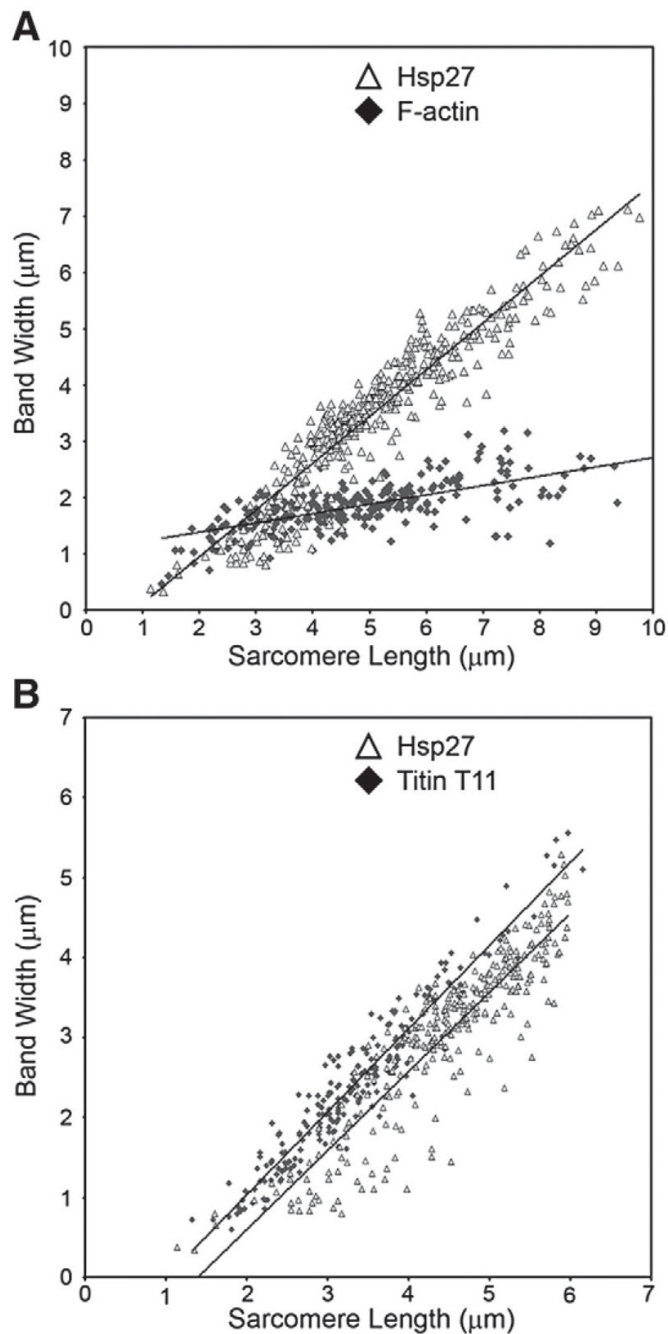 A
10
9
8
7
6
5
4
3
2
1
0
Band Width (μm)
△ Hsp27
◆ F-actin
0 1 2 3 4 5 6 7 8 9 10
Sarcomere Length (μm)
B
7
6
5
4
3
2
1
0
Band Width (μm)
△ Hsp27
◆ Titin T11
0 1 2 3 4 5 6 7
Sarcomere Length (μm)